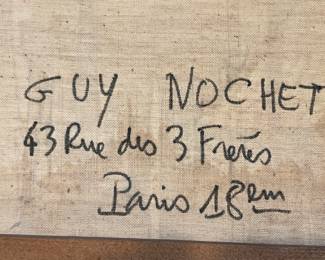 GUY NOCHET
43 Rue des 3 Frères
Paris 18em